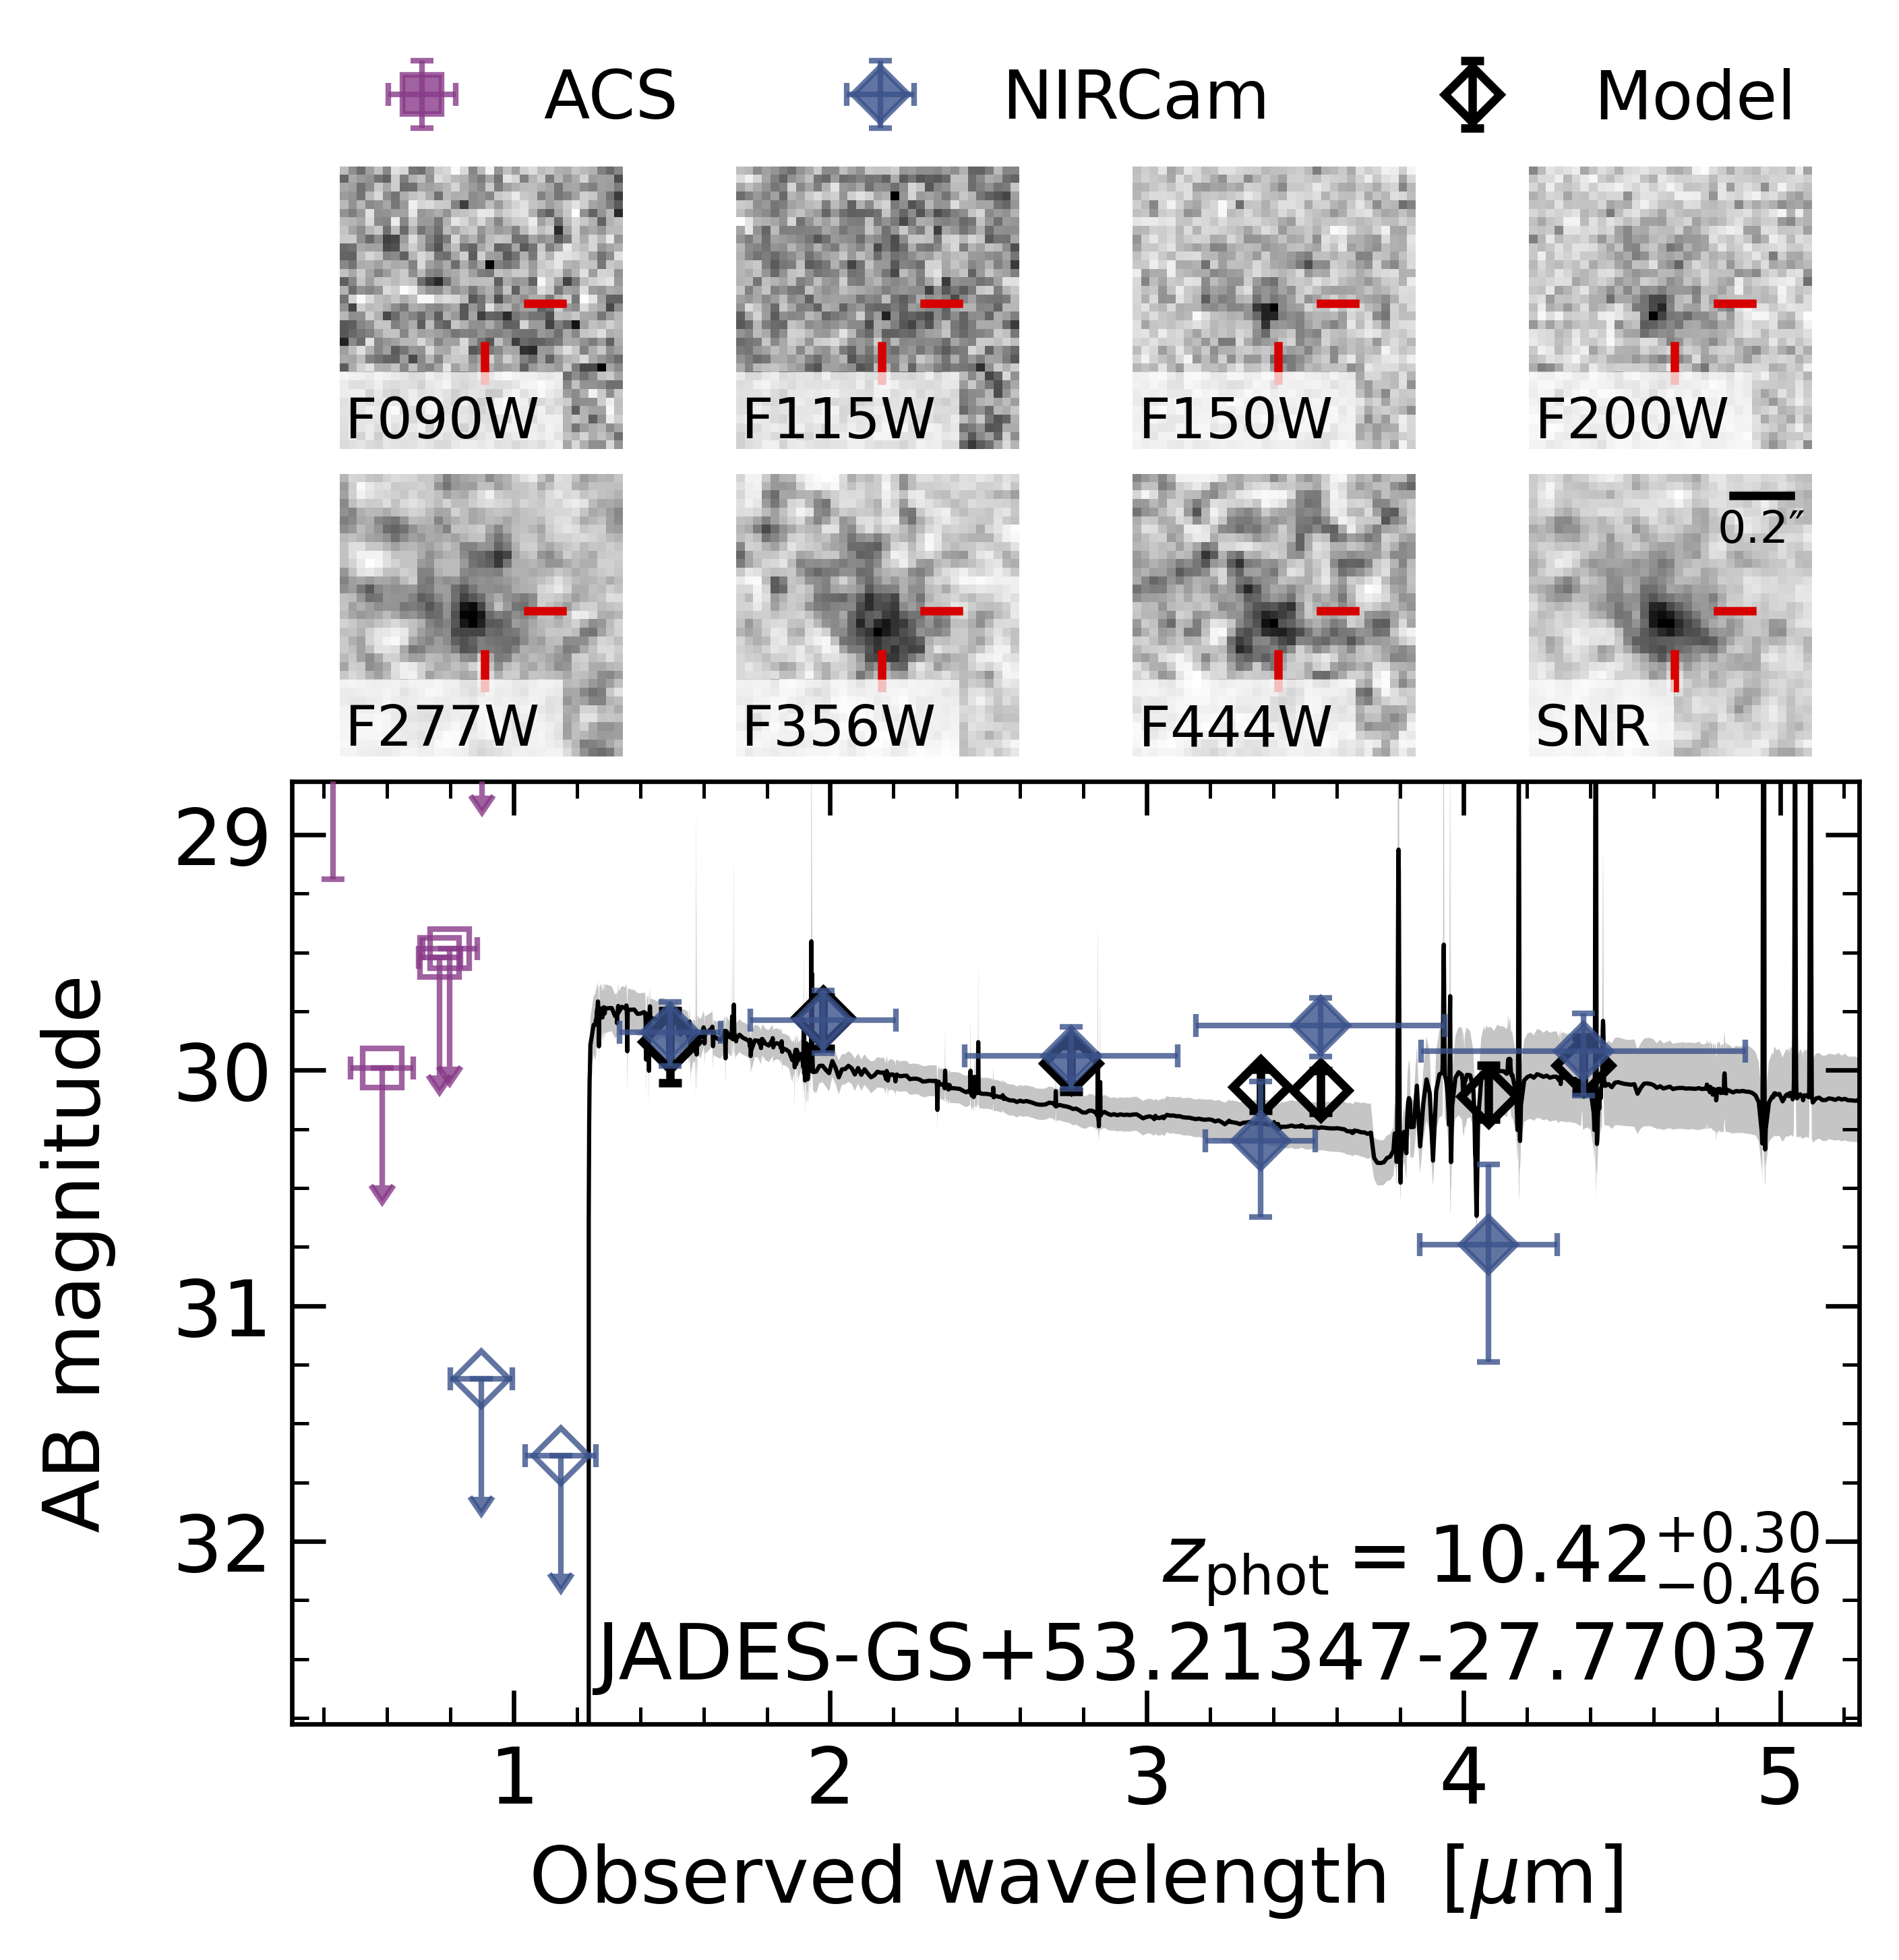 ACS NIRCam Model
F090W F115W F150W F200W
0.2″
F277W F356W F444W SNR
29
30
31
32
AB magnitude
z_phot = 10.42 +0.30 −0.46
JADES-GS+53.21347-27.77037
1 2 3 4 5
Observed wavelength [μm]